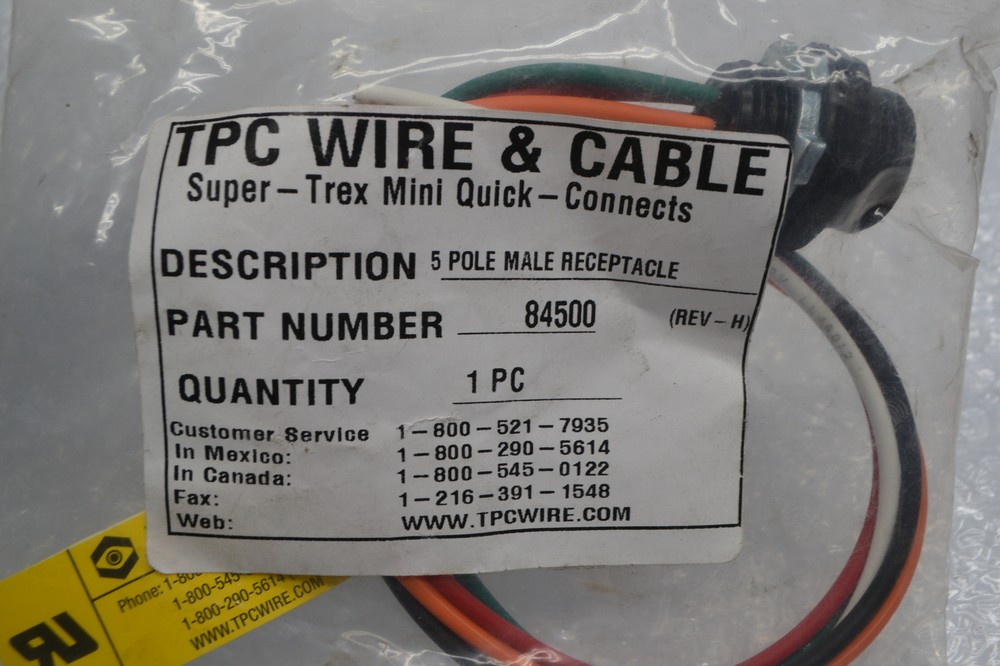 TPC WIRE & CABLE
Super-Trex Mini Quick-Connects
DESCRIPTION 5 POLE MALE RECEPTACLE
PART NUMBER 84500 (REV-H)
QUANTITY 1 PC
Customer Service 1-800-521-7935
In Mexico: 1-800-290-5614
In Canada: 1-800-545-0122
Fax: 1-216-391-1548
Web: WWW.TPCWIRE.COM
Phone:
1-800-290-5614
WWW.TPCWIRE.COM